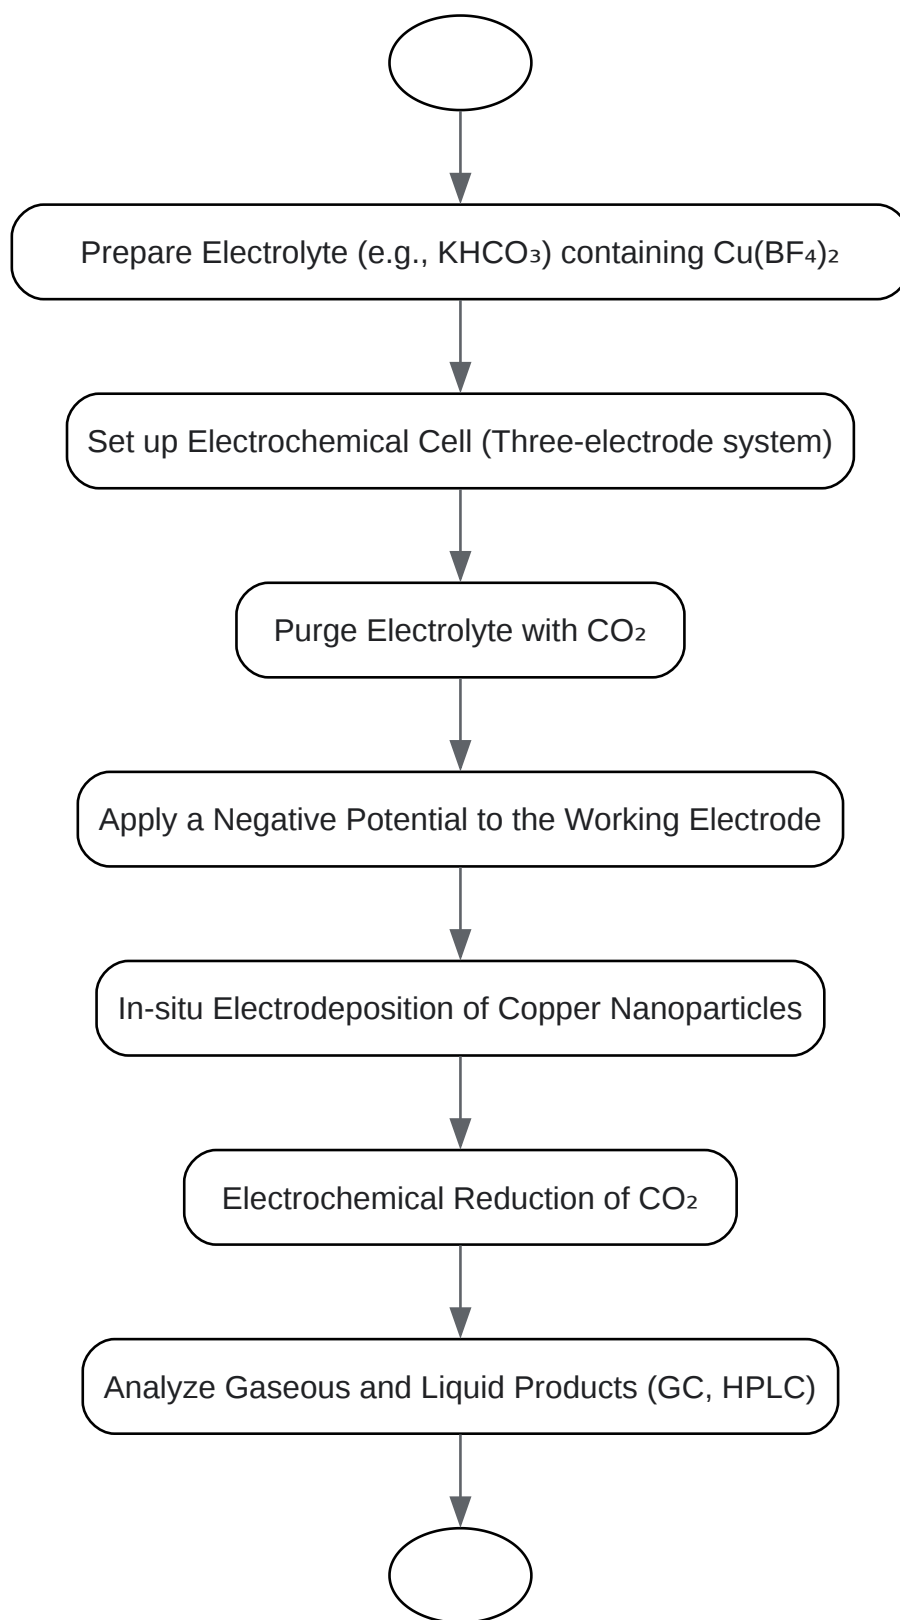 Prepare Electrolyte (e.g., KHCO₃) containing Cu(BF₄)₂
Set up Electrochemical Cell (Three-electrode system)
Purge Electrolyte with CO₂
Apply a Negative Potential to the Working Electrode
In-situ Electrodeposition of Copper Nanoparticles
Electrochemical Reduction of CO₂
Analyze Gaseous and Liquid Products (GC, HPLC)